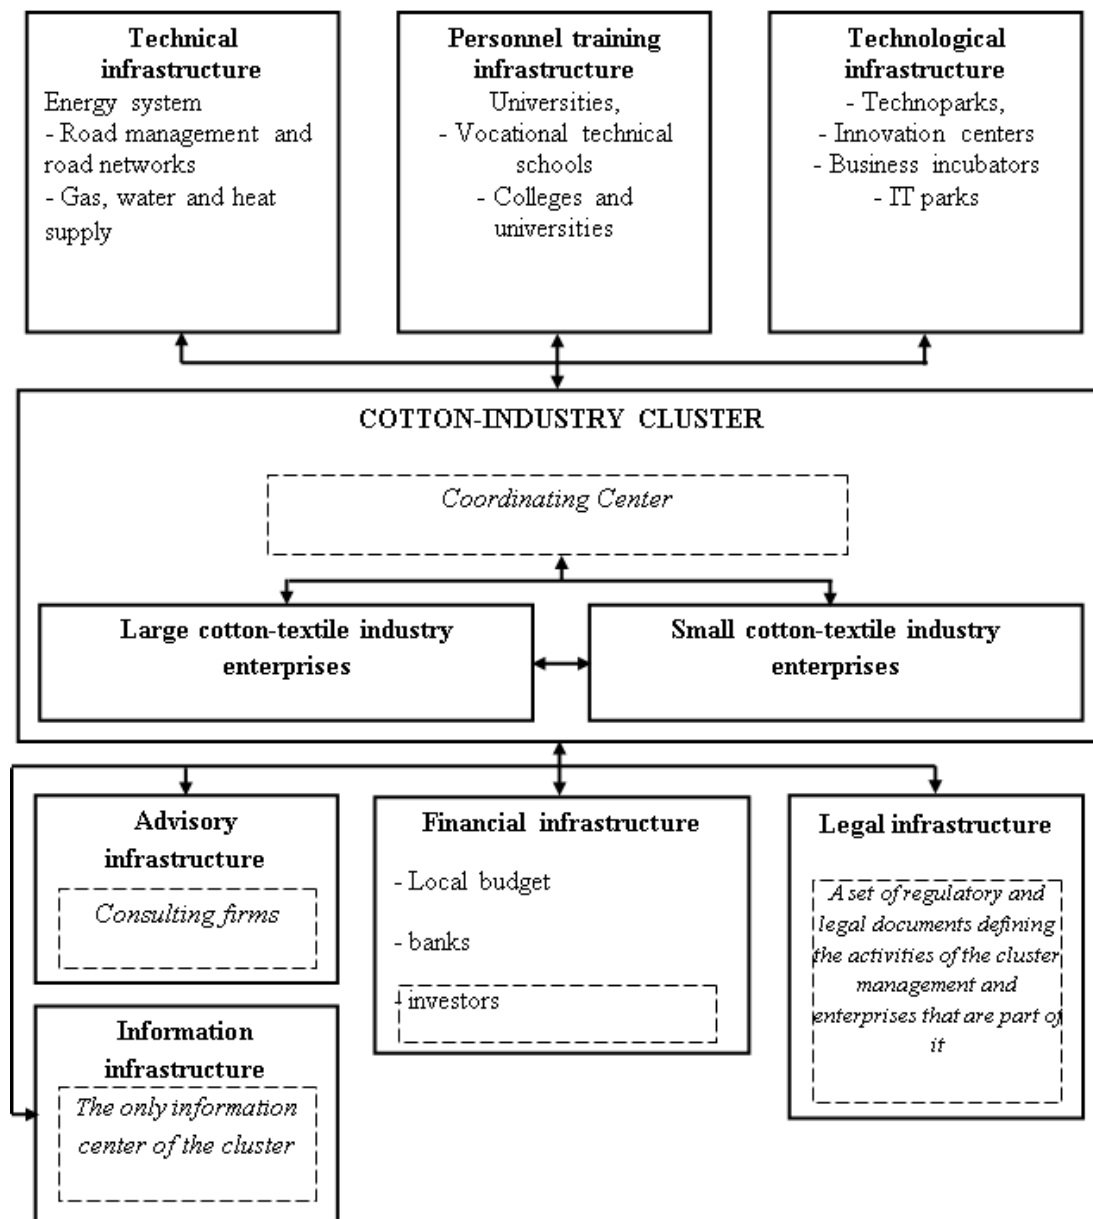 Technical
infrastructure
Energy system
- Road management and
road networks
- Gas, water and heat
supply
Personnel training
infrastructure
Universities,
- Vocational technical
schools
- Colleges and
universities
Technological
infrastructure
- Technoparks,
- Innovation centers
- Business incubators
- IT parks
COTTON-INDUSTRY CLUSTER
Coordinating Center
Large cotton-textile industry
enterprises
Small cotton-textile industry
enterprises
Advisory
infrastructure
Consulting firms
Information
infrastructure
The only information
center of the cluster
Financial infrastructure
- Local budget
- banks
- investors
Legal infrastructure
A set of regulatory and
legal documents defining
the activities of the cluster
management and
enterprises that are part of
it